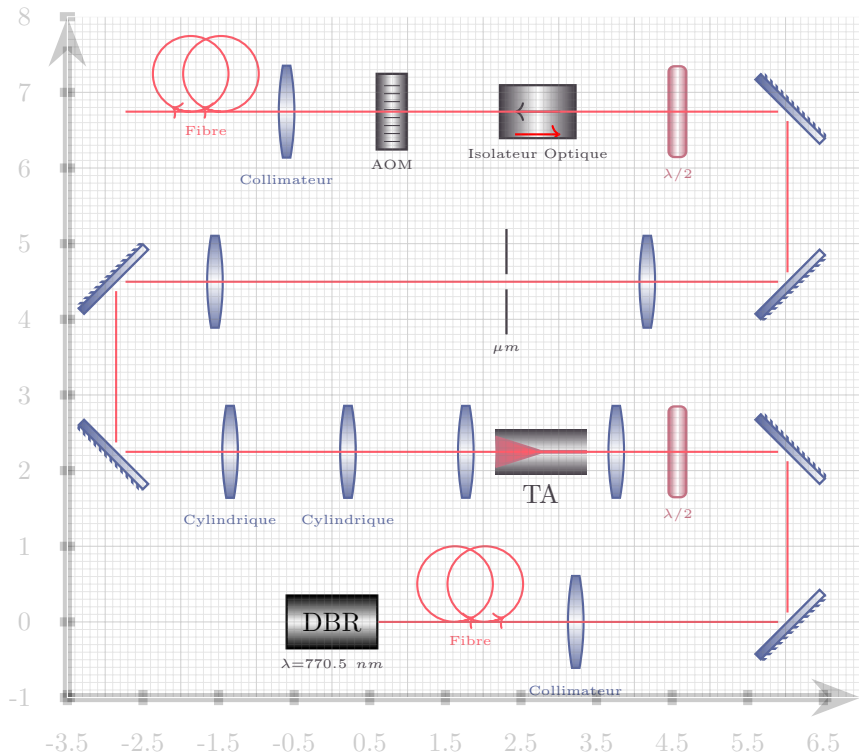 8
7
Fibre
Collimateur
AOM
Isolateur Optique
λ/2
6
5
4
μm
3
2
Cylindrique
Cylindrique
TA
λ/2
1
0
DBR
Fibre
λ=770.5 nm
Collimateur
-1
-3.5 -2.5 -1.5 -0.5 0.5 1.5 2.5 3.5 4.5 5.5 6.5